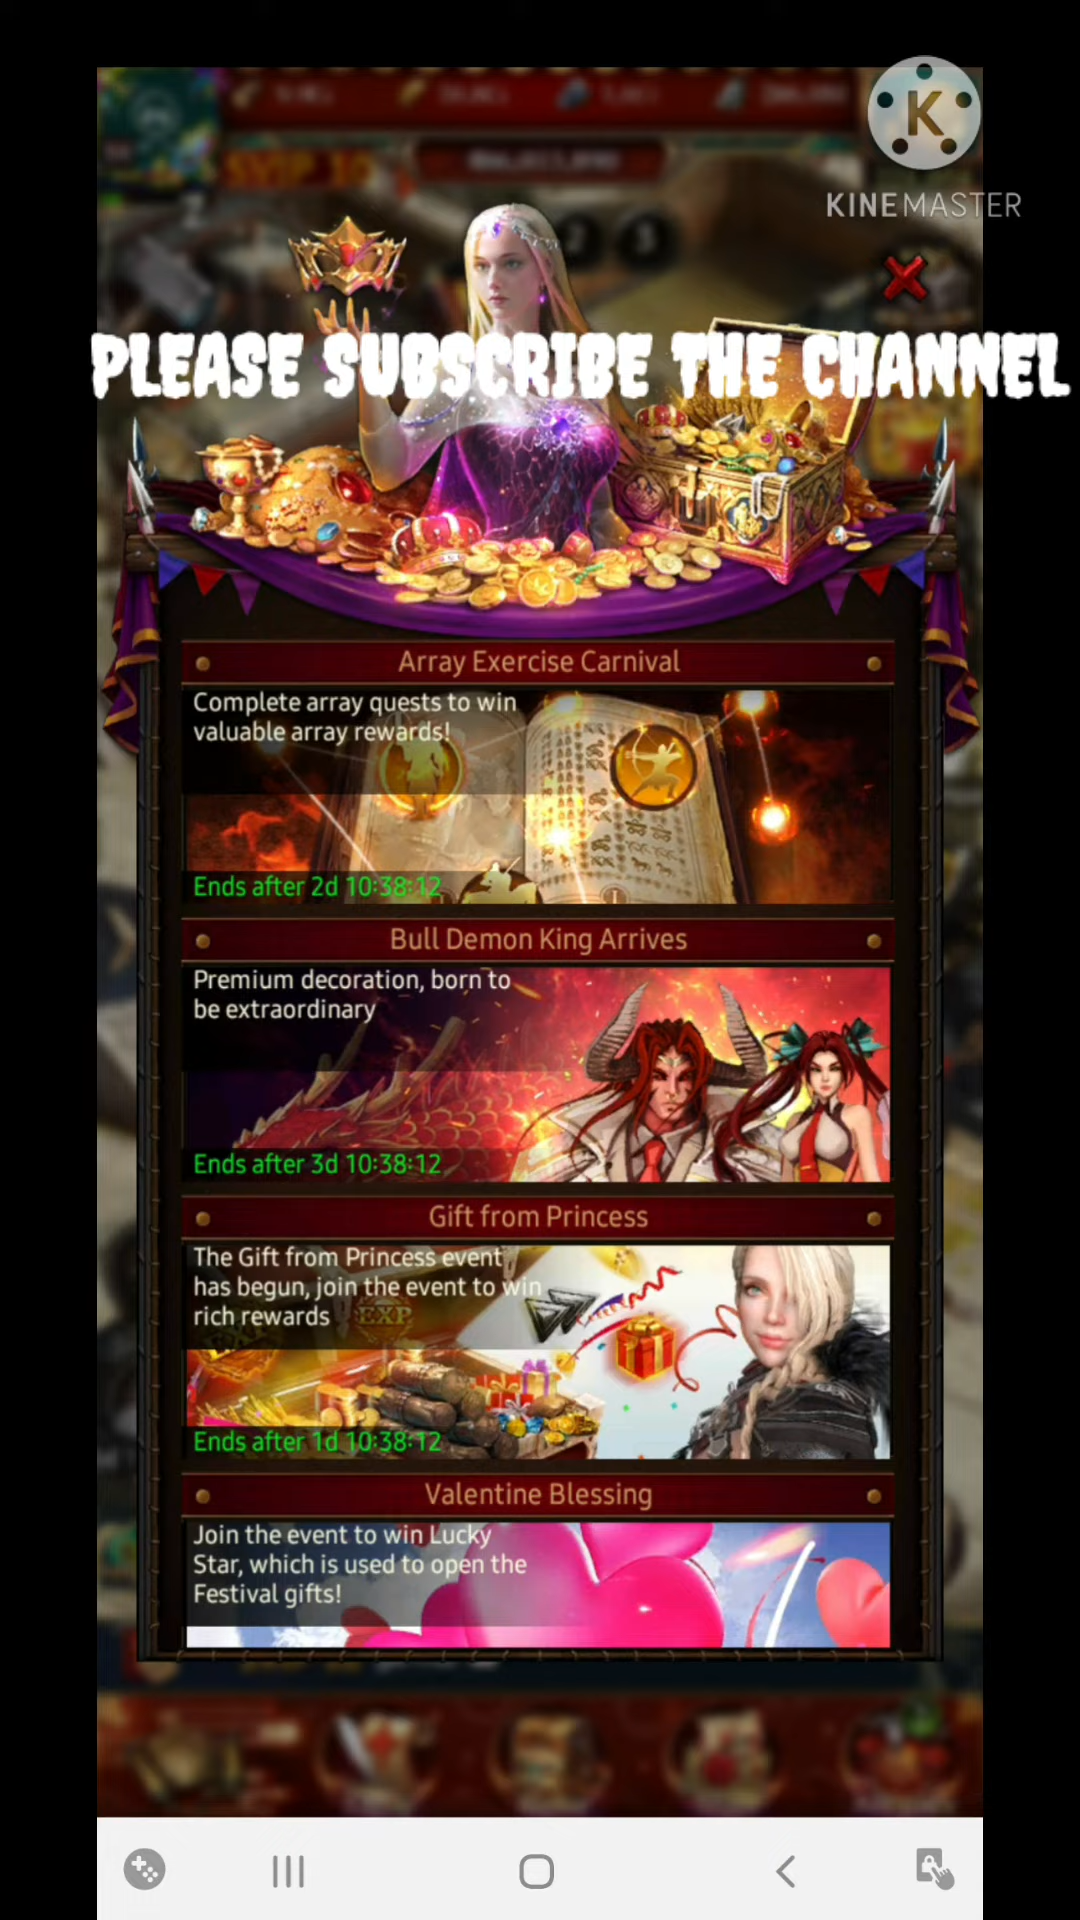 K
KINEMASTER
2 3
PLEASE SUBSCRIBE THE CHANNEL
Array Exercise Carnival
Complete array quests to win
valuable array rewards!
Ends after 2d 10:38:12
Bull Demon King Arrives
Premium decoration, born to
be extraordinary
Ends after 3d 10:38:12
Gift from Princess
The Gift from Princess event
has begun, join the event to win
rich rewards
EXP
Ends after 1d 10:38:12
Valentine Blessing
Join the event to win Lucky
Star, which is used to open the
Festival gifts!